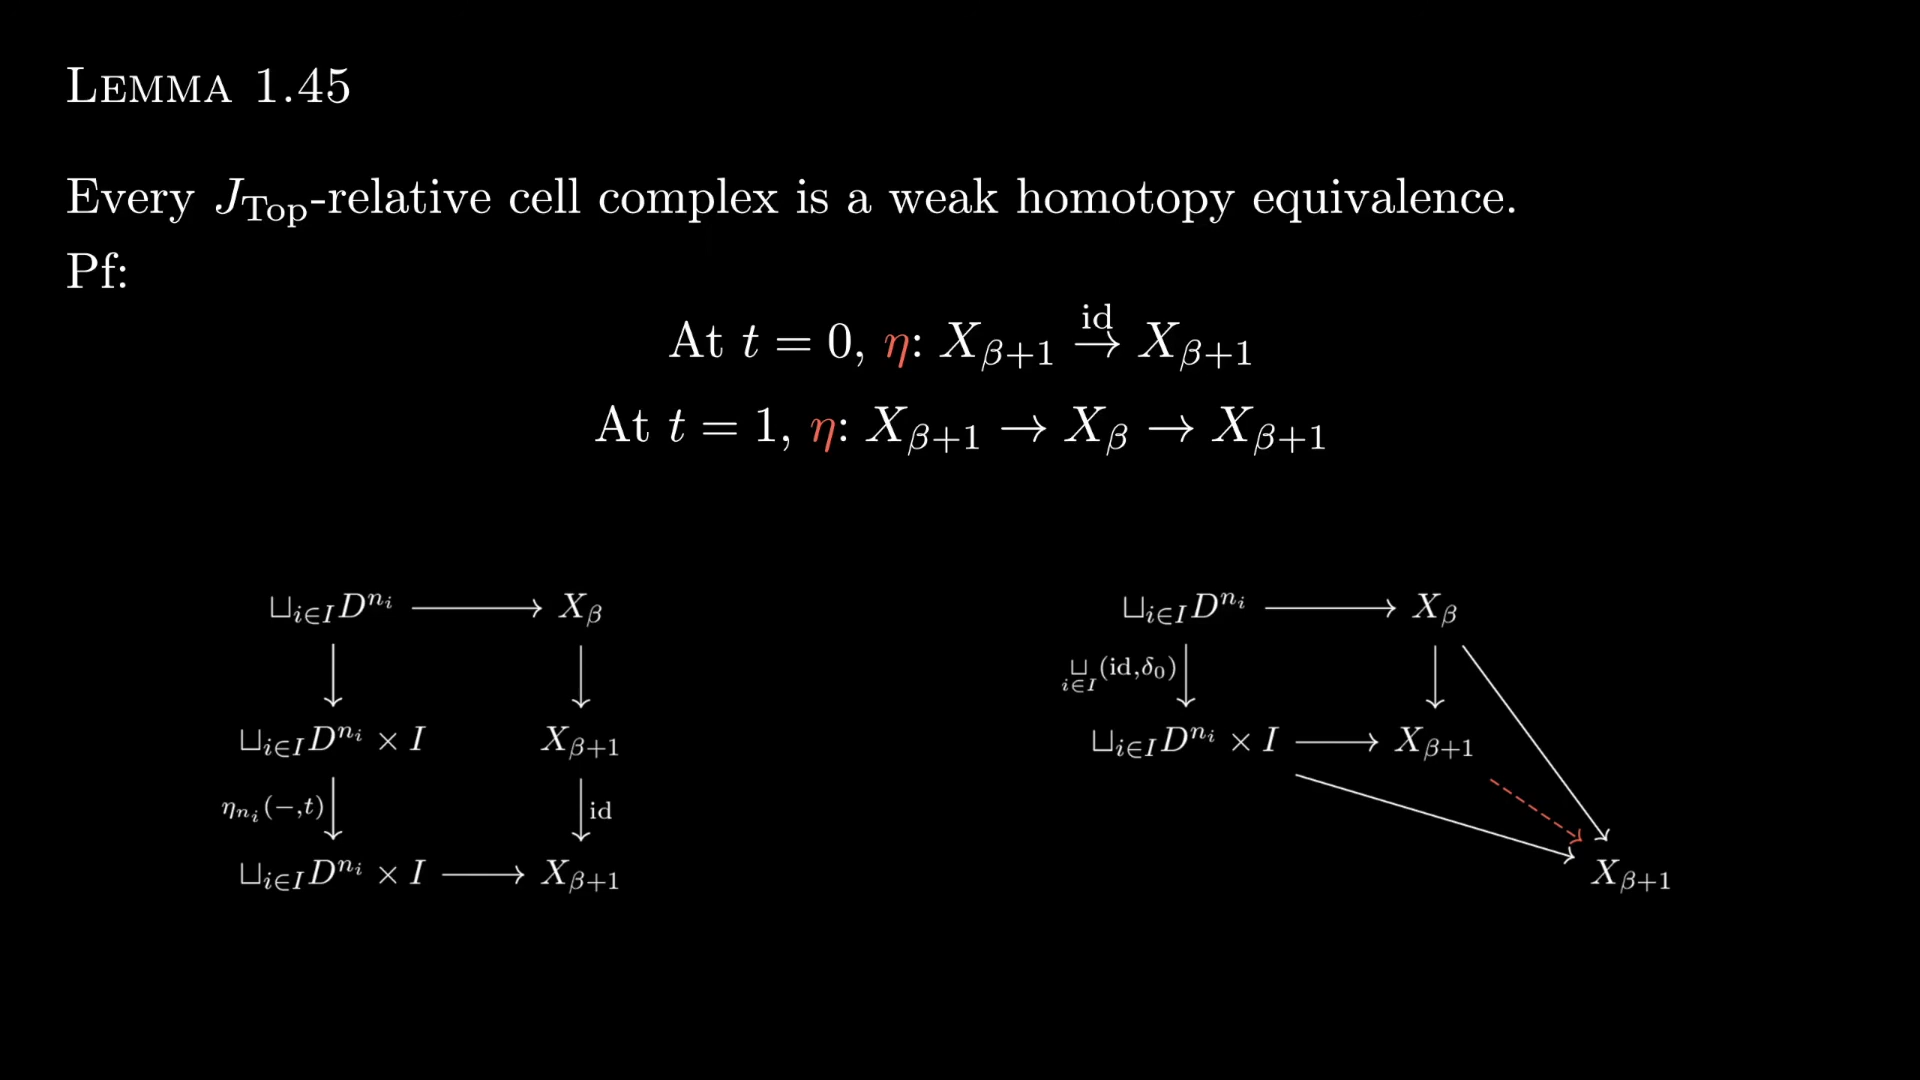 Lemma 1.45
Every J_Top-relative cell complex is a weak homotopy equivalence.
Pf:
At t = 0, η: X_{β+1} \xrightarrow{id} X_{β+1}
At t = 1, η: X_{β+1} → X_β → X_{β+1}
⊔_{i∈I}D^{n_i} ⟶ X_β
⊔_{i∈I}D^{n_i} × I X_{β+1}
η_{n_i}(−,t) id
⊔_{i∈I}D^{n_i} × I ⟶ X_{β+1}
⊔_{i∈I}D^{n_i} ⟶ X_β
⊔_{i∈I}(id,δ_0)
⊔_{i∈I}D^{n_i} × I ⟶ X_{β+1}
X_{β+1}